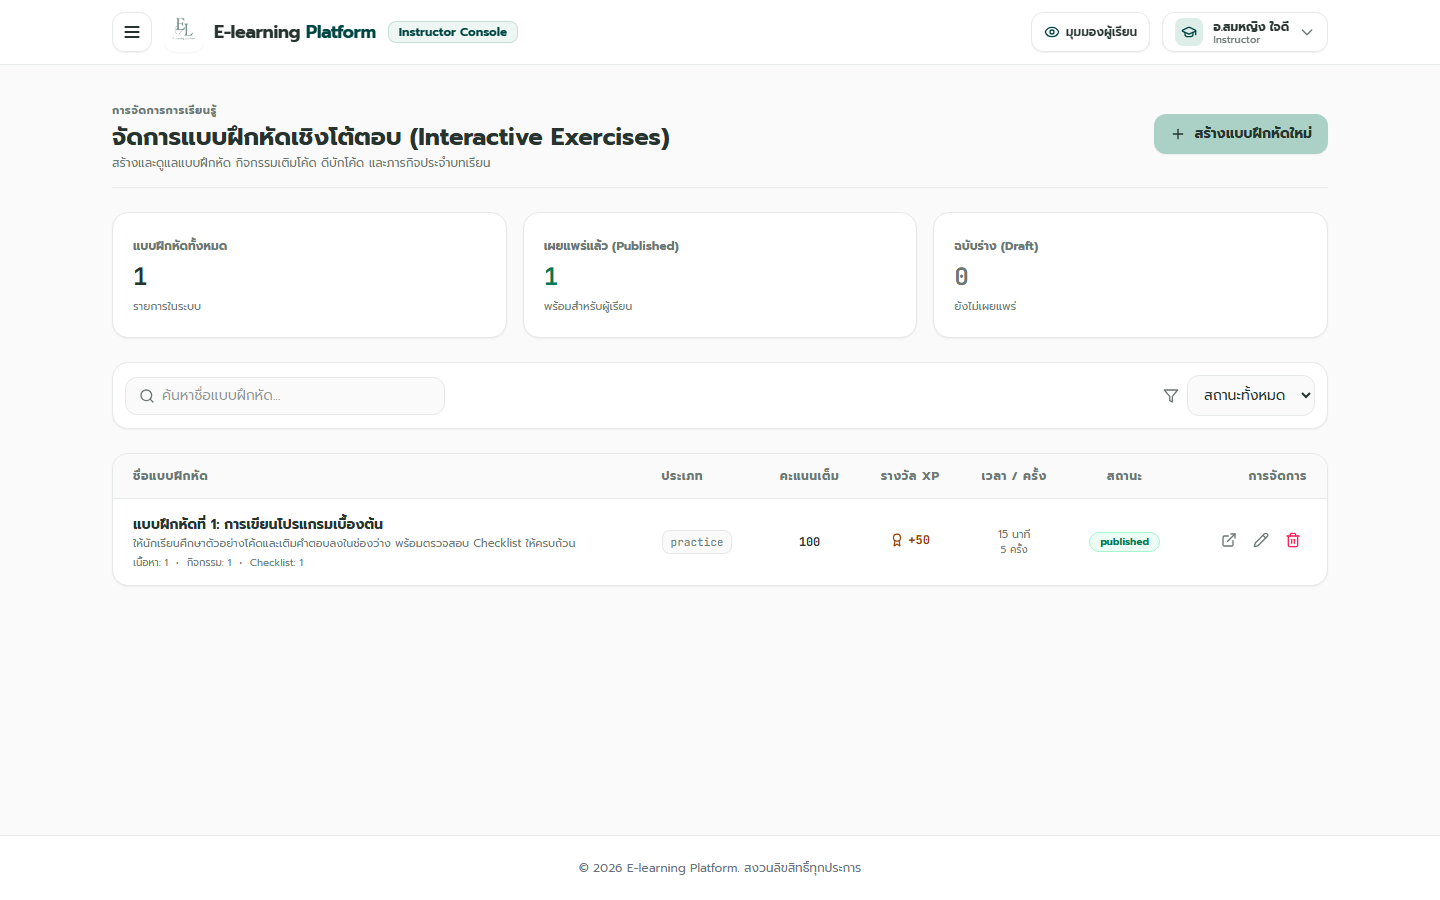 EL
E-learning Platform
Instructor Console
มุมมองผู้เรียน
อ.สมหญิง ใจดี
Instructor
การจัดการการเรียนรู้
จัดการแบบฝึกหัดเชิงโต้ตอบ (Interactive Exercises)
สร้างและดูแลแบบฝึกหัด กิจกรรมเติมโค้ด ดีบักโค้ด และภารกิจประจำบทเรียน
สร้างแบบฝึกหัดใหม่
แบบฝึกหัดทั้งหมด
1
รายการในระบบ
เผยแพร่แล้ว (Published)
1
พร้อมสำหรับผู้เรียน
ฉบับร่าง (Draft)
0
ยังไม่เผยแพร่
ค้นหาชื่อแบบฝึกหัด...
สถานะทั้งหมด
ชื่อแบบฝึกหัด ประเภท คะแนนเต็ม รางวัล XP เวลา / ครั้ง สถานะ การจัดการ
แบบฝึกหัดที่ 1: การเขียนโปรแกรมเบื้องต้น
ให้นักเรียนศึกษาตัวอย่างโค้ดและเติมคำตอบลงในช่องว่าง พร้อมตรวจสอบ Checklist ให้ครบถ้วน
เนื้อหา: 1 • กิจกรรม: 1 • Checklist: 1
practice
100
+50
15 นาที
5 ครั้ง
published
© 2026 E-learning Platform. สงวนลิขสิทธิ์ทุกประการ